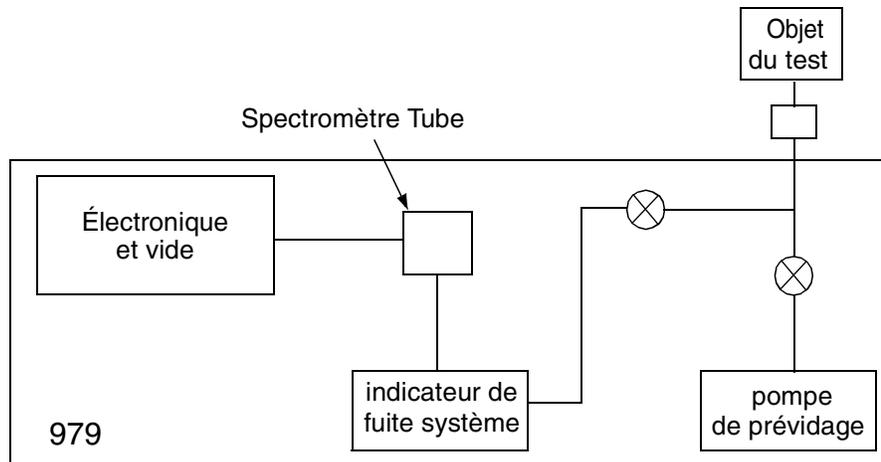 Objet
du test
Spectromètre Tube
Électronique
et vide
indicateur de
fuite système
pompe
de prévidage
979